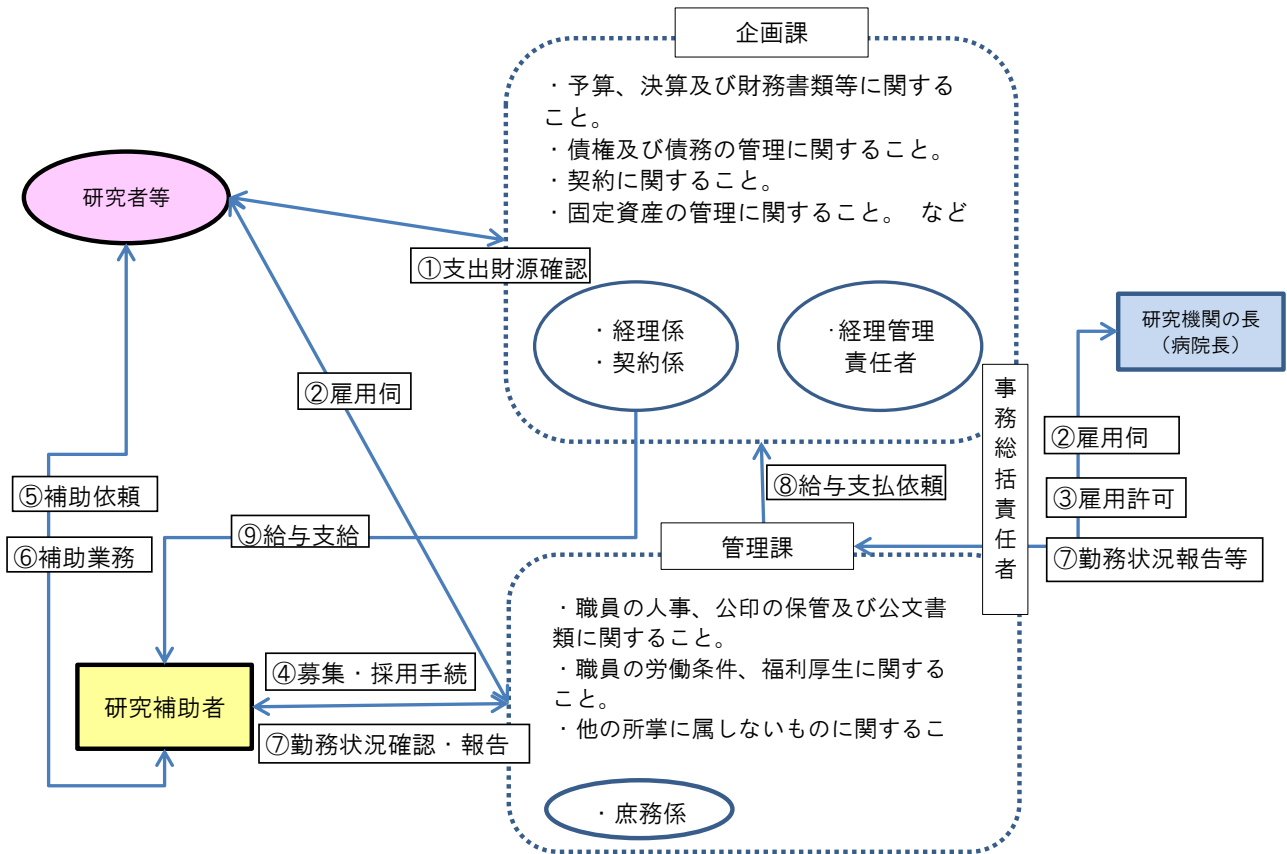 企画課
・予算、決算及び財務書類等に関する
こと。
・債権及び債務の管理に関すること。
・契約に関すること。
・固定資産の管理に関すること。 など
研究者等
①支出財源確認
・経理係
・契約係
・経理管理
責任者
研究機関の長
（病院長）
②雇用伺
事務総括責任者
②雇用伺
⑤補助依頼
⑧給与支払依頼
③雇用許可
⑥補助業務
⑨給与支給
管理課
⑦勤務状況報告等
・職員の人事、公印の保管及び公文書
類に関すること。
・職員の労働条件、福利厚生に関する
こと。
・他の所掌に属しないものに関するこ
④募集・採用手続
研究補助者
⑦勤務状況確認・報告
・庶務係